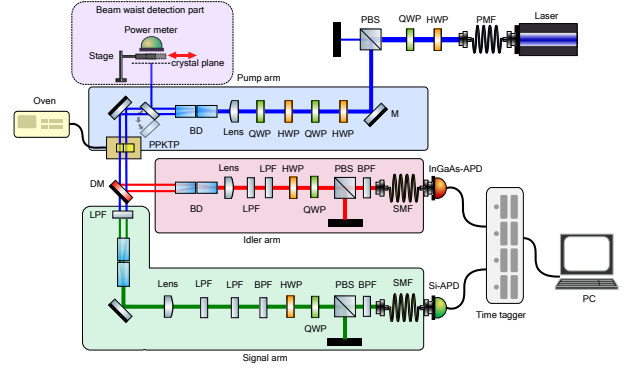 Beam waist detection part
Power meter
Stage
crystal plane
Pump arm
PBS
QWP
HWP
PMF
Laser
Oven
BD
Lens
QWP
HWP
QWP
HWP
M
PPKTP
DM
Lens
LPF
HWP
PBS
BPF
InGaAs-APD
BD
LPF
QWP
SMF
Idler arm
LPF
Lens
LPF
LPF
BPF
HWP
PBS
BPF
SMF
Si-APD
QWP
Signal arm
Time tagger
PC